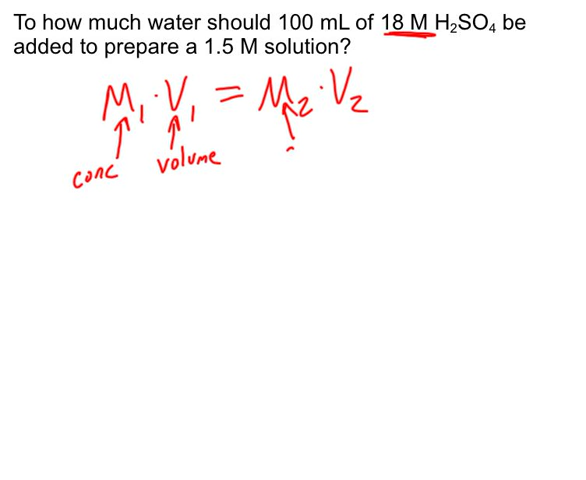 To how much water should 100 mL of 18 M H₂SO₄ be
added to prepare a 1.5 M solution?
M₁·V₁ = M₂·V₂
conc volume